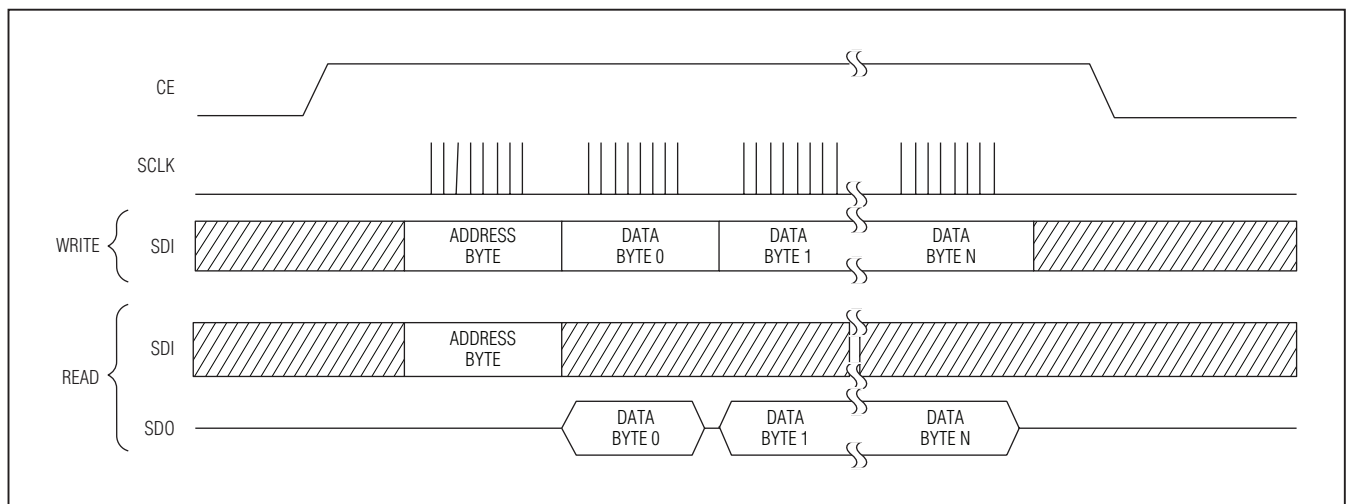 CE
SCLK
WRITE
SDI
ADDRESS
BYTE
DATA
BYTE 0
DATA
BYTE 1
DATA
BYTE N
READ
SDI
ADDRESS
BYTE
SDO
DATA
BYTE 0
DATA
BYTE 1
DATA
BYTE N